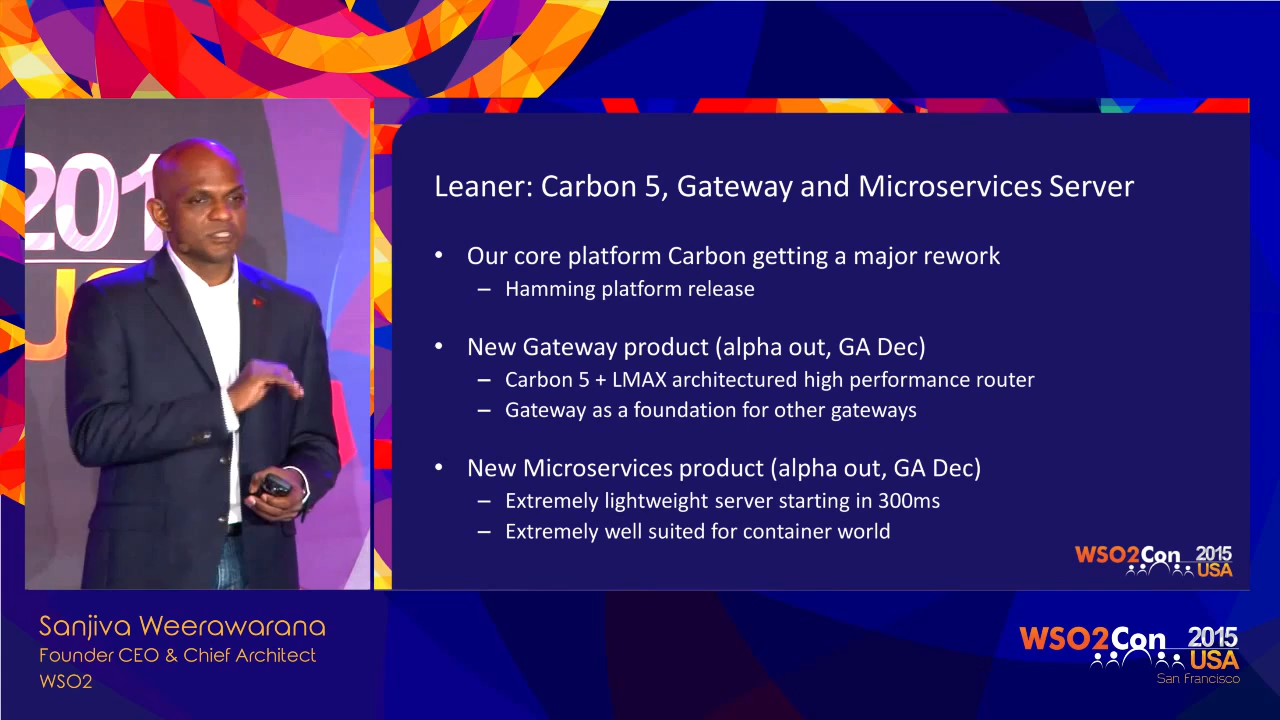 201
US
Leaner: Carbon 5, Gateway and Microservices Server
• Our core platform Carbon getting a major rework
– Hamming platform release
• New Gateway product (alpha out, GA Dec)
– Carbon 5 + LMAX architectured high performance router
– Gateway as a foundation for other gateways
• New Microservices product (alpha out, GA Dec)
– Extremely lightweight server starting in 300ms
– Extremely well suited for container world
WSO2Con 2015
USA
Sanjiva Weerawarana
Founder CEO & Chief Architect
WSO2
WSO2Con 2015
USA
San Francisco